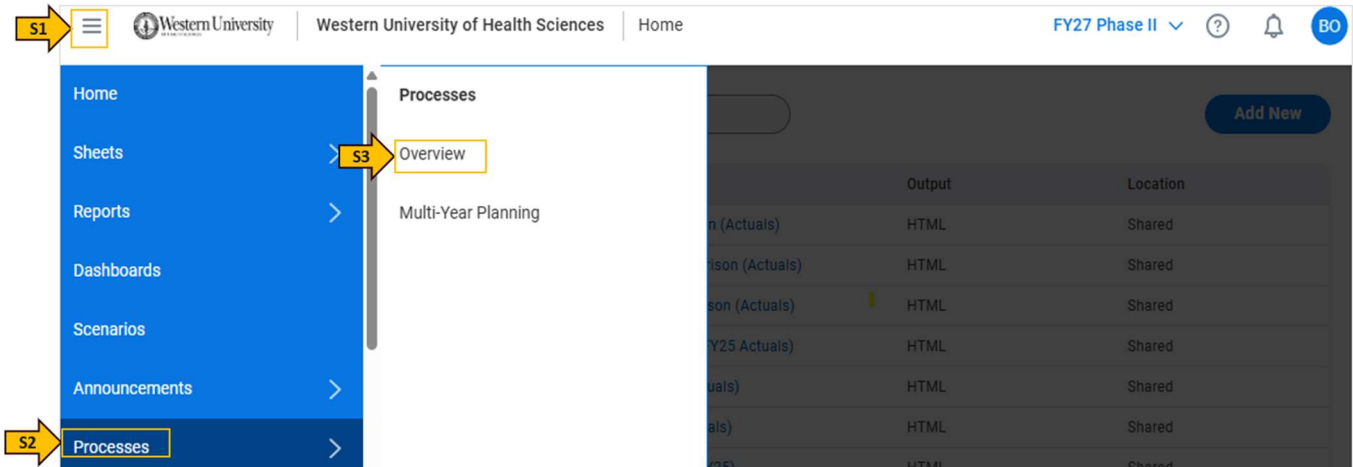 S1
Western University
Western University of Health Sciences
Home
FY27 Phase II
?
BO
Home
Sheets
Reports
Dashboards
Scenarios
Announcements
S2
Processes
Processes
S3
Overview
Multi-Year Planning
Add New
Output Location
n (Actuals) HTML Shared
rison (Actuals) HTML Shared
son (Actuals) HTML Shared
Y25 Actuals) HTML Shared
uals) HTML Shared
als) HTML Shared